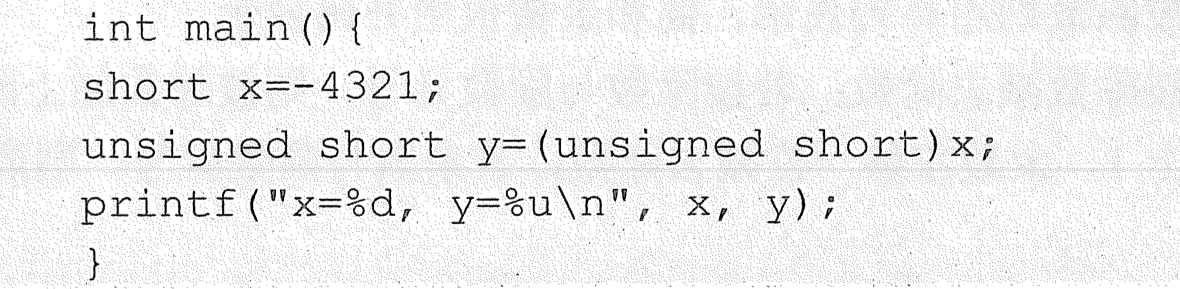 int main(){
short x=-4321;
unsigned short y=(unsigned short)x;
printf("x=%d, y=%u\n", x, y);
}